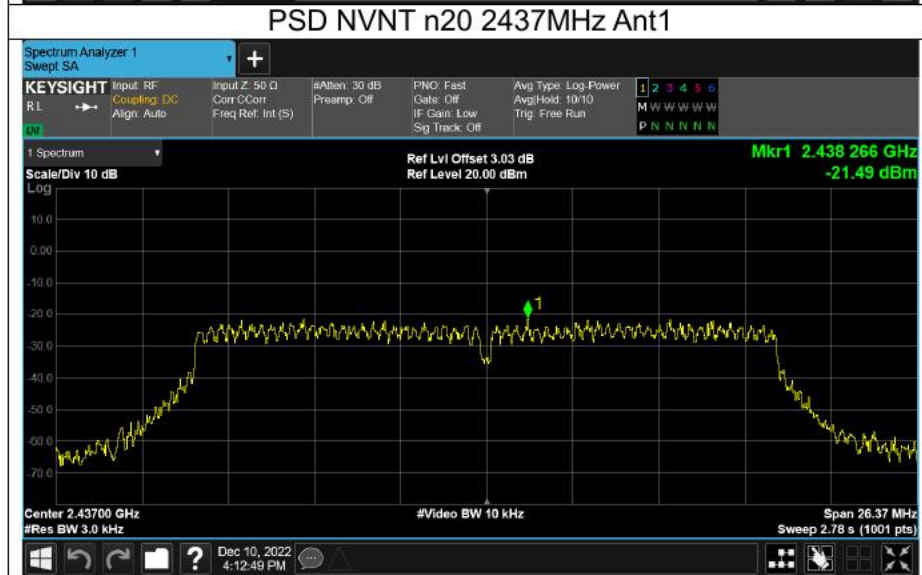 PSD NVNT n20 2437MHz Ant1
Spectrum Analyzer 1
Swept SA
+
KEYSIGHT
RL
LXI
Input: RF
Coupling: DC
Align: Auto
Input Z: 50 Ω
Corr CCorr
Freq Ref: Int (S)
#Atten: 30 dB
Preamp: Off
PNO: Fast
Gate: Off
IF Gain: Low
Sig Track: Off
Avg Type: Log-Power
Avg|Hold: 10/10
Trig: Free Run
1 2 3 4 5 6
M W W W W W
P N N N N N
1 Spectrum
Scale/Div 10 dB
Log
Ref Lvl Offset 3.03 dB
Ref Level 20.00 dBm
Mkr1 2.438 266 GHz
-21.49 dBm
10.0
0.00
-10.0
-20.0
-30.0
-40.0
-50.0
-60.0
-70.0
1
Center 2.43700 GHz
#Res BW 3.0 kHz
#Video BW 10 kHz
Span 26.37 MHz
Sweep 2.78 s (1001 pts)
?
Dec 10, 2022
4:12:49 PM